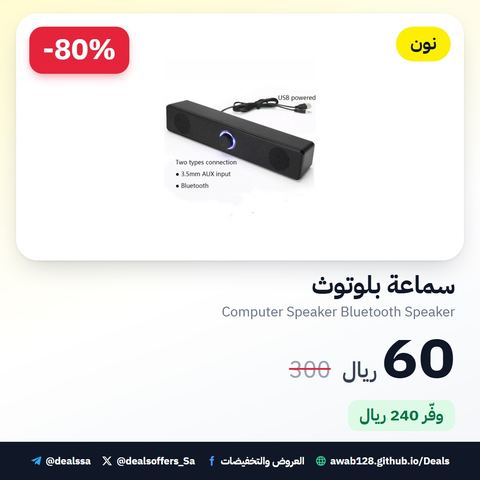 -80%
نون
USB powered
Two types connection
● 3.5mm AUX input
● Bluetooth
سماعة بلوتوث
Computer Speaker Bluetooth Speaker
60 ريال 300
وفّر 240 ريال
@dealssa @dealsoffers_Sa العروض والتخفيضات awab128.github.io/Deals